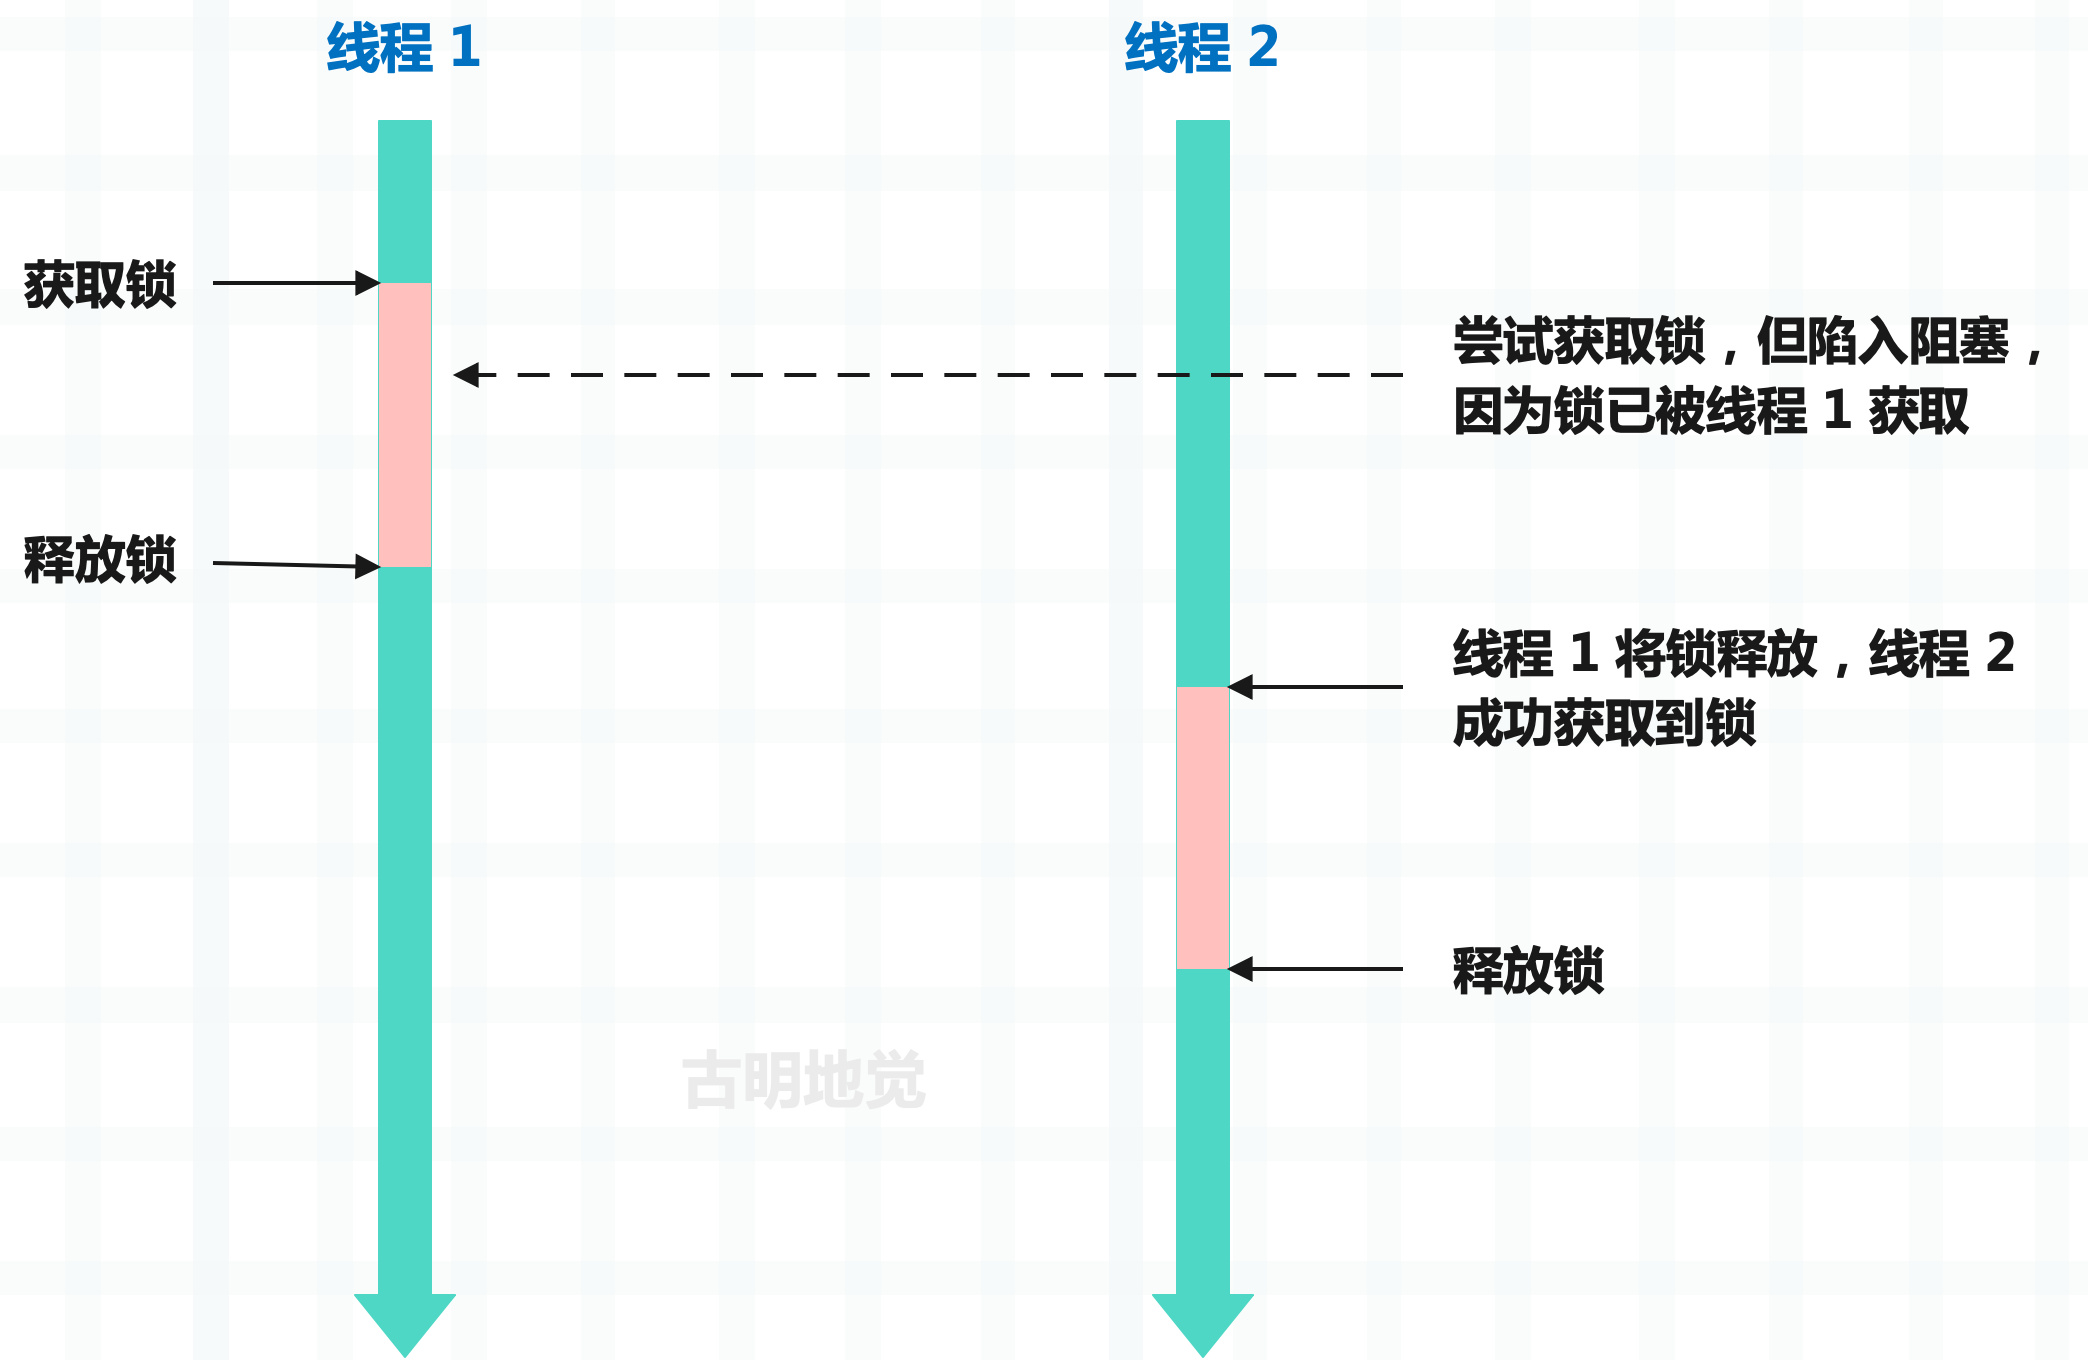 线程 1
线程 2
获取锁
尝试获取锁，但陷入阻塞，
因为锁已被线程 1 获取
释放锁
线程 1 将锁释放，线程 2
成功获取到锁
释放锁
古明地觉